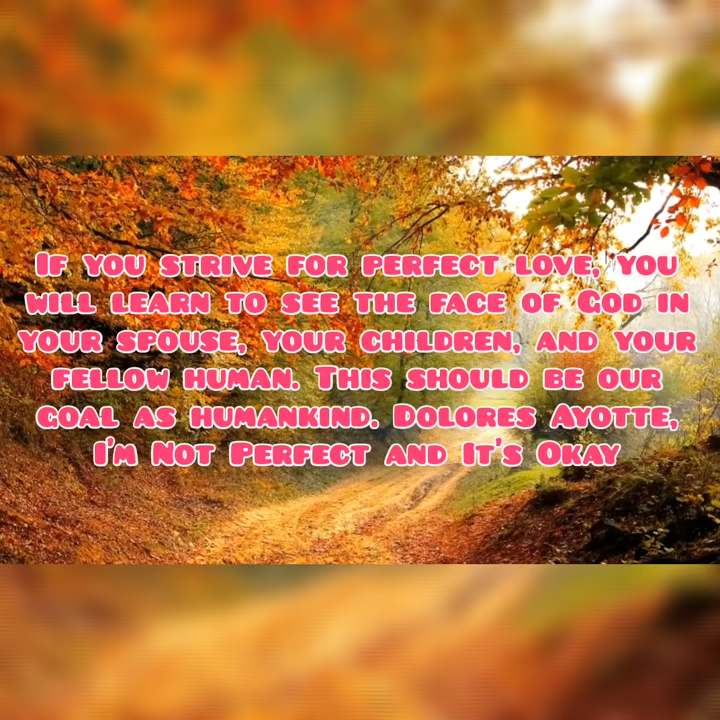 If you strive for perfect love, you
will learn to see the face of God in
your spouse, your children, and your
fellow human. This should be our
goal as humankind. Dolores Ayotte,
I'm Not Perfect and It's Okay